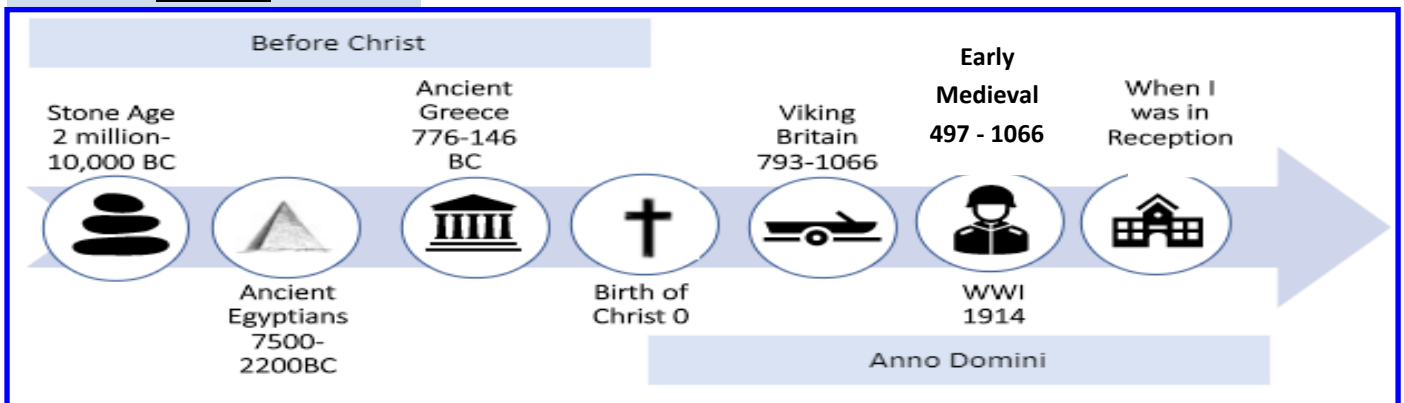 Before Christ
Stone Age
2 million-
10,000 BC
Ancient
Egyptians
7500-
2200BC
Ancient
Greece
776-146
BC
Birth of
Christ 0
Viking
Britain
793-1066
Early
Medieval
497 - 1066
WWI
1914
When I
was in
Reception
Anno Domini